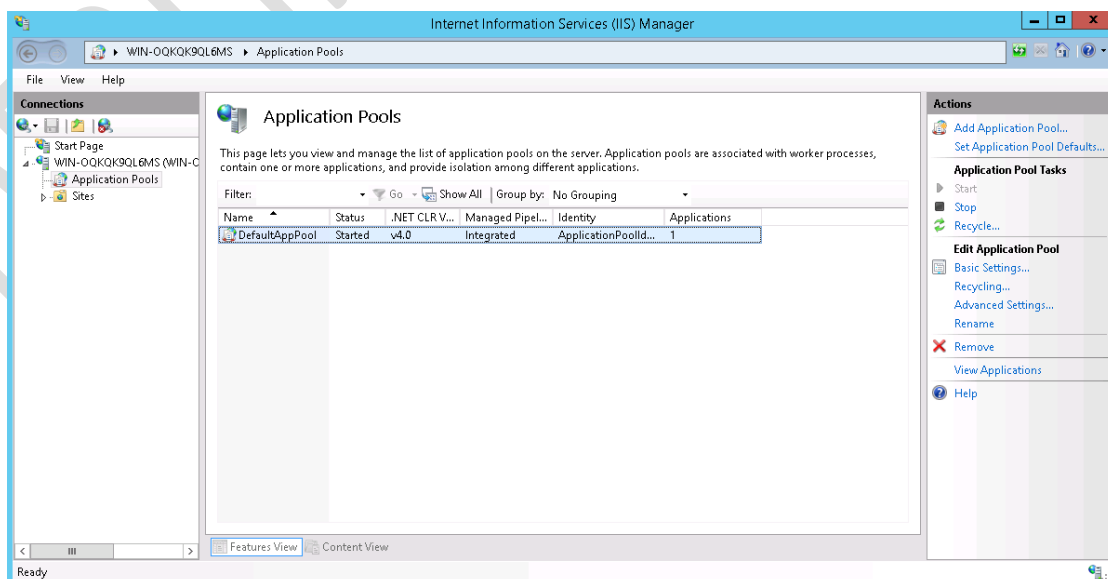 Internet Information Services (IIS) Manager
WIN-OQKQK9QL6MS Application Pools
File View Help
Connections
Start Page
WIN-OQKQK9QL6MS (WIN-O
Application Pools
Sites
Application Pools
This page lets you view and manage the list of application pools on the server. Application pools are associated with worker processes,
contain one or more applications, and provide isolation among different applications.
Filter: Go Show All Group by: No Grouping
Name Status .NET CLR V... Managed Pipel... Identity Applications
DefaultAppPool Started v4.0 Integrated ApplicationPoolId... 1
Features View Content View
Actions
Add Application Pool...
Set Application Pool Defaults...
Application Pool Tasks
Start
Stop
Recycle...
Edit Application Pool
Basic Settings...
Recycling...
Advanced Settings...
Rename
Remove
View Applications
Help
Ready